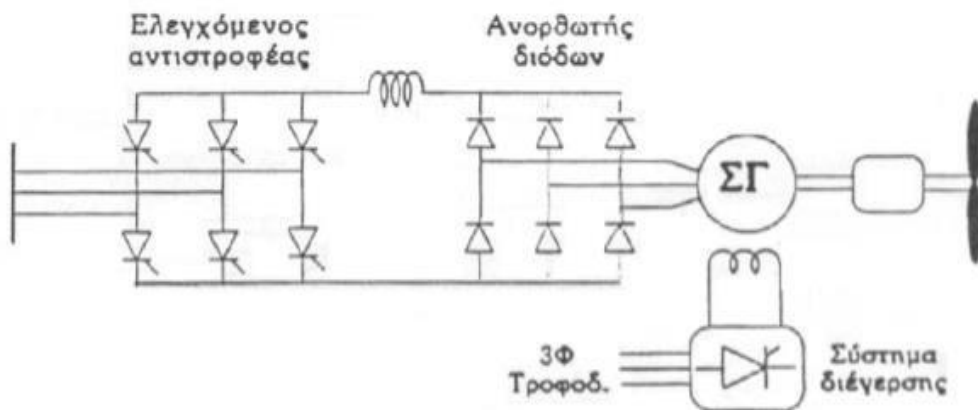 Ελεγχόμενος
αντιστροφέας
Ανορθωτής
διόδων
ΣΓ
3Φ
Τροφοδ.
Σύστημα
διέγερσης